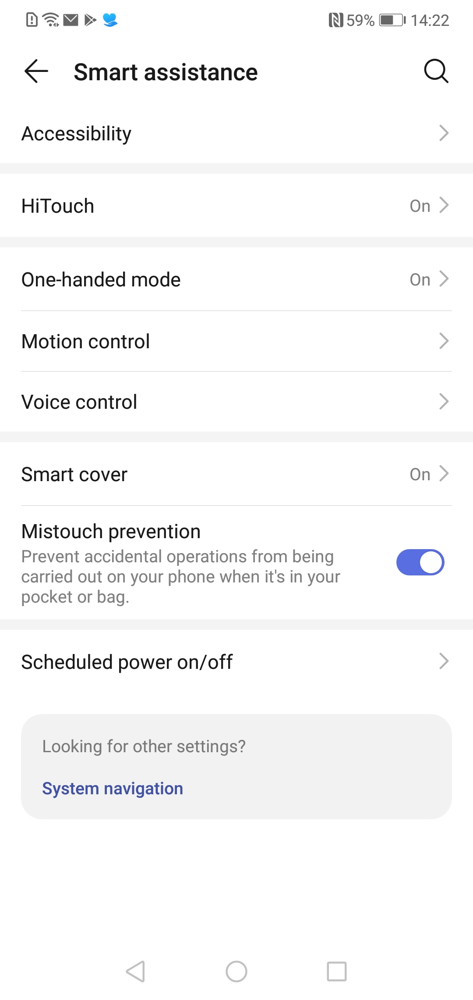 59% 14:22
Smart assistance
Accessibility
HiTouch On
One-handed mode On
Motion control
Voice control
Smart cover On
Mistouch prevention
Prevent accidental operations from being
carried out on your phone when it's in your
pocket or bag.
Scheduled power on/off
Looking for other settings?
System navigation